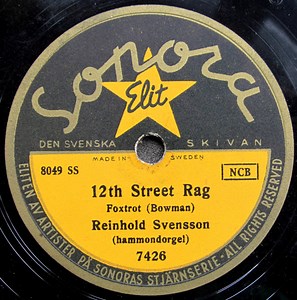 Sonora
Elit
DEN SVENSKA SKIVAN
MADE IN SWEDEN
8049 SS
NCB
12th Street Rag
Foxtrot (Bowman)
Reinhold Svensson
(hammondorgel)
7426
ELITEN AV ARTISTER PÅ SONORAS STJÄRNSERIE - ALL RIGHTS RESERVED